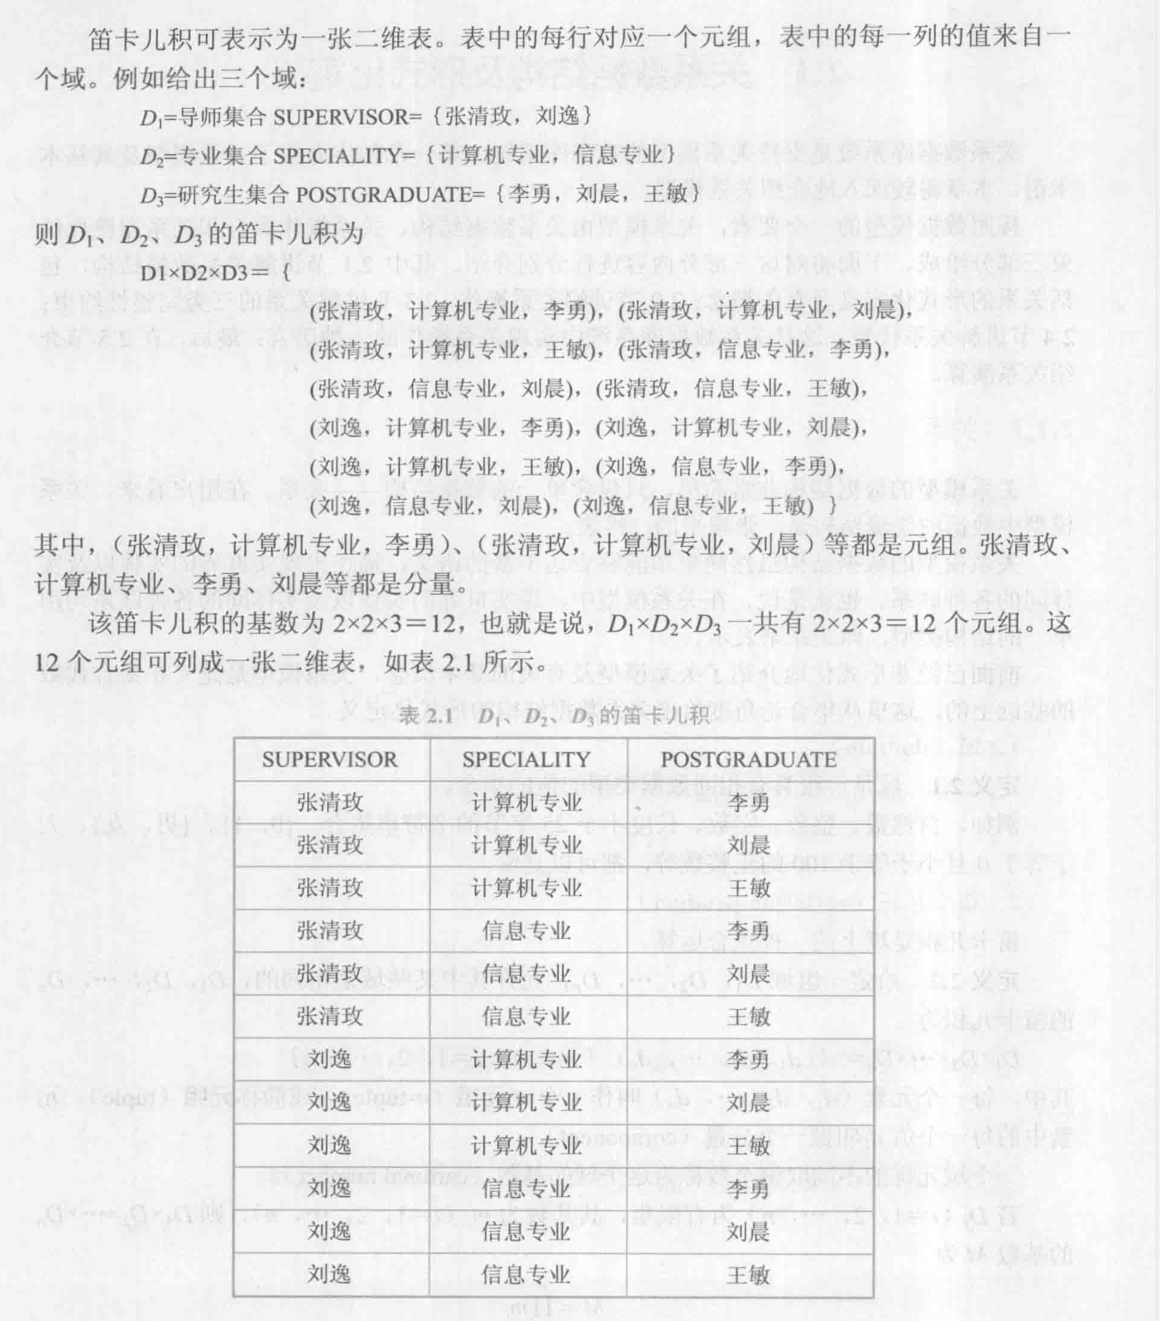 笛卡儿积可表示为一张二维表。表中的每行对应一个元组，表中的每一列的值来自一
个域。例如给出三个域：
D₁=导师集合 SUPERVISOR=｛张清玫，刘逸｝
D₂=专业集合 SPECIALITY=｛计算机专业，信息专业｝
D₃=研究生集合 POSTGRADUATE=｛李勇，刘晨，王敏｝
则 D₁、D₂、D₃ 的笛卡儿积为
D1×D2×D3＝｛
(张清玫，计算机专业，李勇)，(张清玫，计算机专业，刘晨)，
(张清玫，计算机专业，王敏)，(张清玫，信息专业，李勇)，
(张清玫，信息专业，刘晨)，(张清玫，信息专业，王敏)，
(刘逸，计算机专业，李勇)，(刘逸，计算机专业，刘晨)，
(刘逸，计算机专业，王敏)，(刘逸，信息专业，李勇)，
(刘逸，信息专业，刘晨)，(刘逸，信息专业，王敏) ｝
其中，（张清玫，计算机专业，李勇）、（张清玫，计算机专业，刘晨）等都是元组。张清玫、
计算机专业、李勇、刘晨等都是分量。
该笛卡儿积的基数为 2×2×3＝12，也就是说，D₁×D₂×D₃ 一共有 2×2×3＝12 个元组。这
12 个元组可列成一张二维表，如表 2.1 所示。
表 2.1 D₁、D₂、D₃ 的笛卡儿积
SUPERVISOR SPECIALITY POSTGRADUATE
张清玫 计算机专业 李勇
张清玫 计算机专业 刘晨
张清玫 计算机专业 王敏
张清玫 信息专业 李勇
张清玫 信息专业 刘晨
张清玫 信息专业 王敏
刘逸 计算机专业 李勇
刘逸 计算机专业 刘晨
刘逸 计算机专业 王敏
刘逸 信息专业 李勇
刘逸 信息专业 刘晨
刘逸 信息专业 王敏